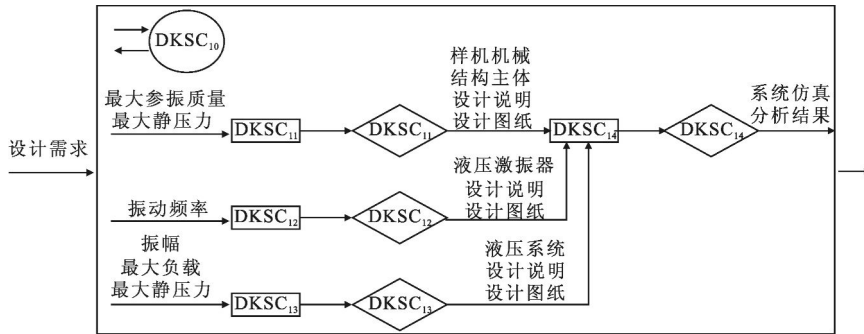 DKSC₁₀
设计需求
最大参振质量
最大静压力
DKSC₁₁
DKSC₁₁
样机机械
结构主体
设计说明
设计图纸
DKSC₁₄
DKSC₁₄
系统仿真
分析结果
振动频率
DKSC₁₂
DKSC₁₂
液压激振器
设计说明
设计图纸
振幅
最大负载
最大静压力
DKSC₁₃
DKSC₁₃
液压系统
设计说明
设计图纸